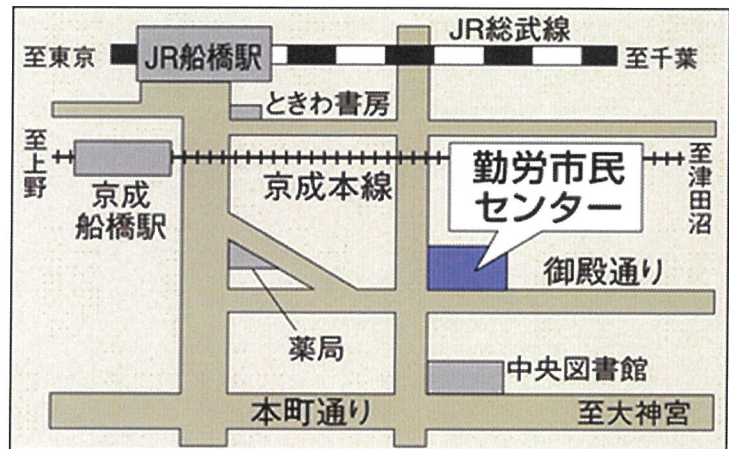 JR総武線
至東京
JR船橋駅
至千葉
ときわ書房
至上野
京成本線
至津田沼
京成
船橋駅
勤労市民
センター
御殿通り
薬局
中央図書館
本町通り
至大神宮